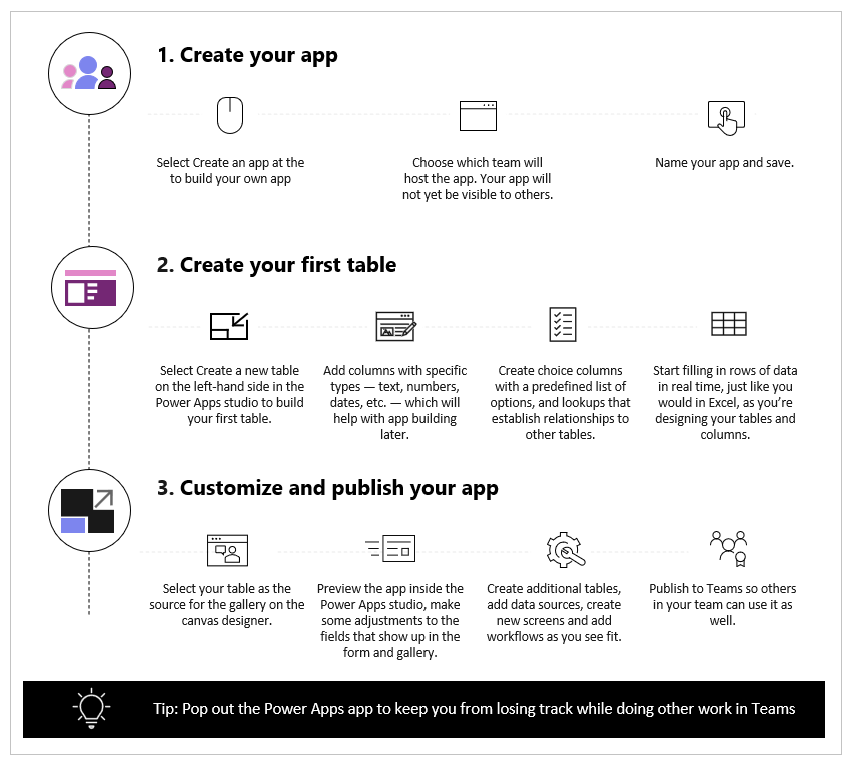 1. Create your app
Select Create an app at the
to build your own app
Choose which team will
host the app. Your app will
not yet be visible to others.
Name your app and save.
2. Create your first table
Select Create a new table
on the left-hand side in the
Power Apps studio to build
your first table.
Add columns with specific
types — text, numbers,
dates, etc. — which will
help with app building
later.
Create choice columns
with a predefined list of
options, and lookups that
establish relationships to
other tables.
Start filling in rows of data
in real time, just like you
would in Excel, as you’re
designing your tables and
columns.
3. Customize and publish your app
Select your table as the
source for the gallery on the
canvas designer.
Preview the app inside the
Power Apps studio, make
some adjustments to the
fields that show up in the
form and gallery.
Create additional tables,
add data sources, create
new screens and add
workflows as you see fit.
Publish to Teams so others
in your team can use it as
well.
Tip: Pop out the Power Apps app to keep you from losing track while doing other work in Teams